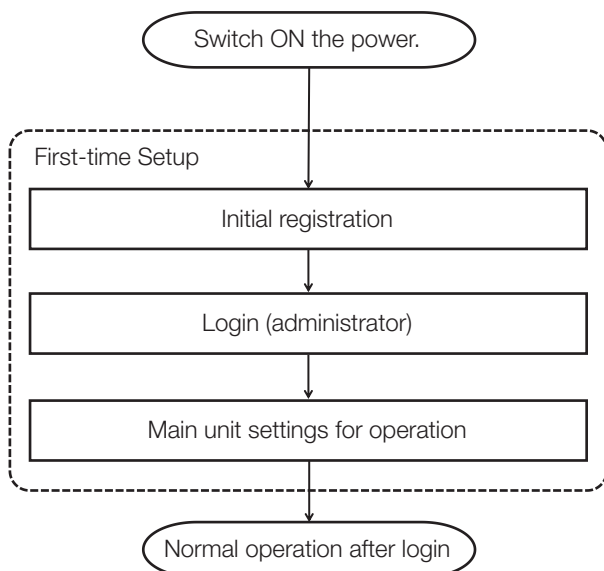 Switch ON the power.
First-time Setup
Initial registration
Login (administrator)
Main unit settings for operation
Normal operation after login